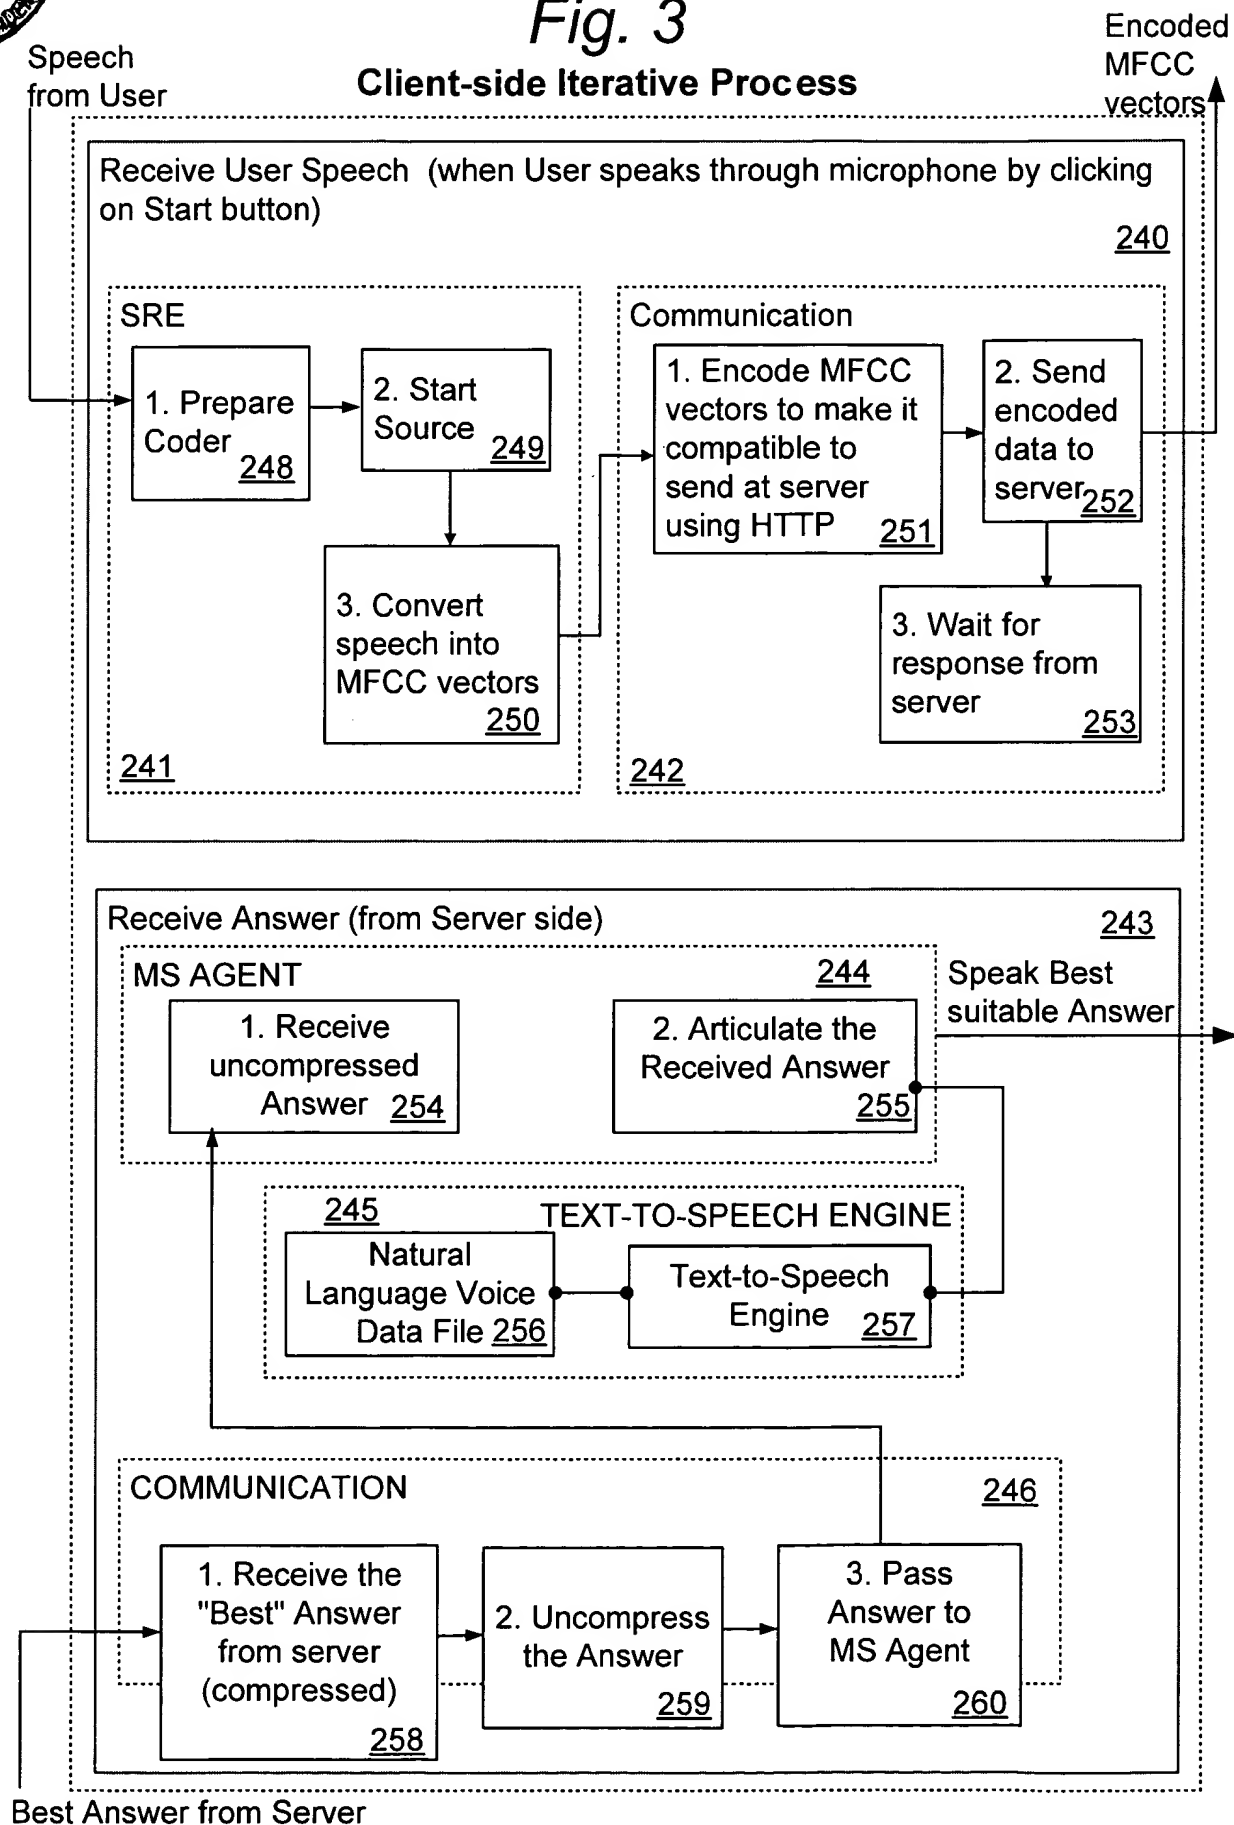 Fig. 3
Client-side Iterative Process
Speech
from User
Encoded
MFCC
vectors
Receive User Speech (when User speaks through microphone by clicking
on Start button)
240
SRE
1. Prepare
Coder
248
2. Start
Source
249
3. Convert
speech into
MFCC vectors
250
241
Communication
1. Encode MFCC
vectors to make it
compatible to
send at server
using HTTP
251
2. Send
encoded
data to
server
252
3. Wait for
response from
server
253
242
Receive Answer (from Server side)
243
MS AGENT
244
1. Receive
uncompressed
Answer 254
2. Articulate the
Received Answer
255
Speak Best
suitable Answer
245
TEXT-TO-SPEECH ENGINE
Natural
Language Voice
Data File 256
Text-to-Speech
Engine
257
COMMUNICATION
246
1. Receive the
"Best" Answer
from server
(compressed)
258
2. Uncompress
the Answer
259
3. Pass
Answer to
MS Agent
260
Best Answer from Server